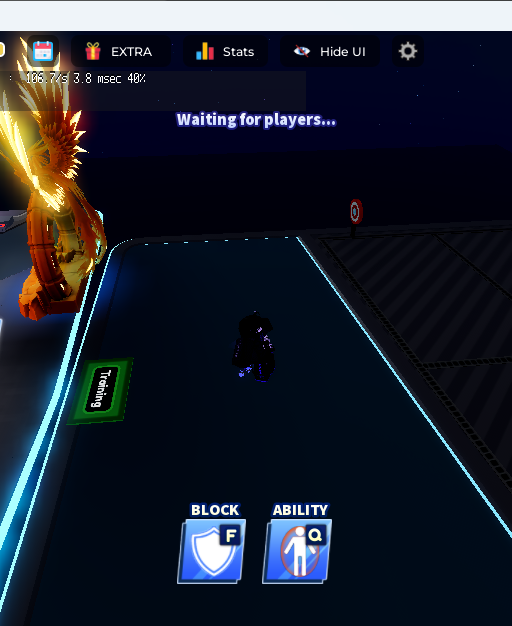 EXTRA
Stats
Hide UI
: 106.7/s 3.8 msec 40%
Waiting for players...
Training
BLOCK
ABILITY
F
Q